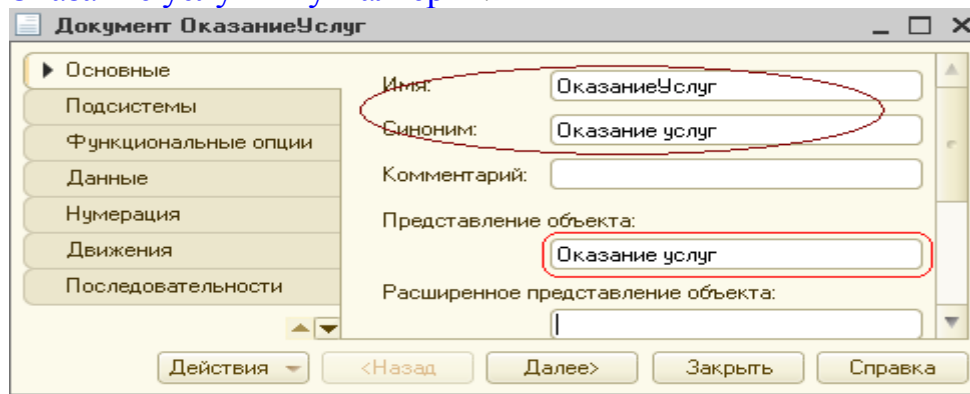 Документ ОказаниеУслуг
Основные
Подсистемы
Функциональные опции
Данные
Нумерация
Движения
Последовательности
Имя: ОказаниеУслуг
Синоним: Оказание услуг
Комментарий:
Представление объекта:
Оказание услуг
Расширенное представление объекта:
Действия <Назад Далее> Закрыть Справка